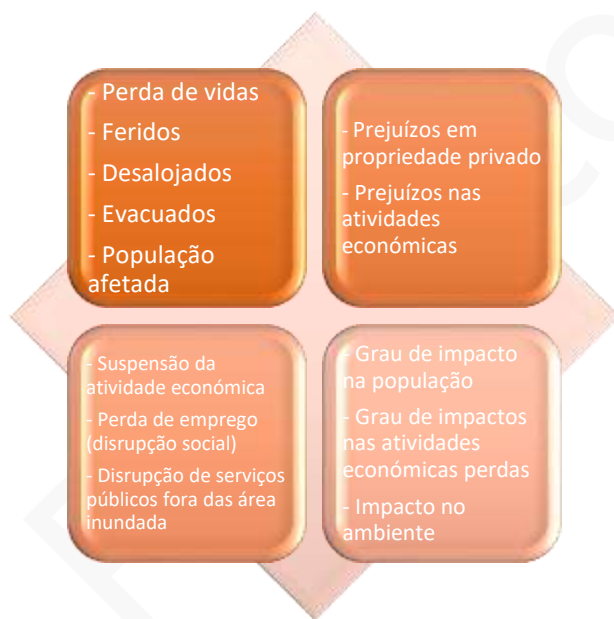 - Perda de vidas
- Feridos
- Desalojados
- Evacuados
- População
afetada
- Prejuízos em
propriedade privado
- Prejuízos nas
atividades
económicas
- Suspensão da
atividade económica
- Perda de emprego
(disrupção social)
- Disrupção de serviços
públicos fora das área
inundada
- Grau de impacto
na população
- Grau de impactos
nas atividades
económicas perdas
- Impacto no
ambiente